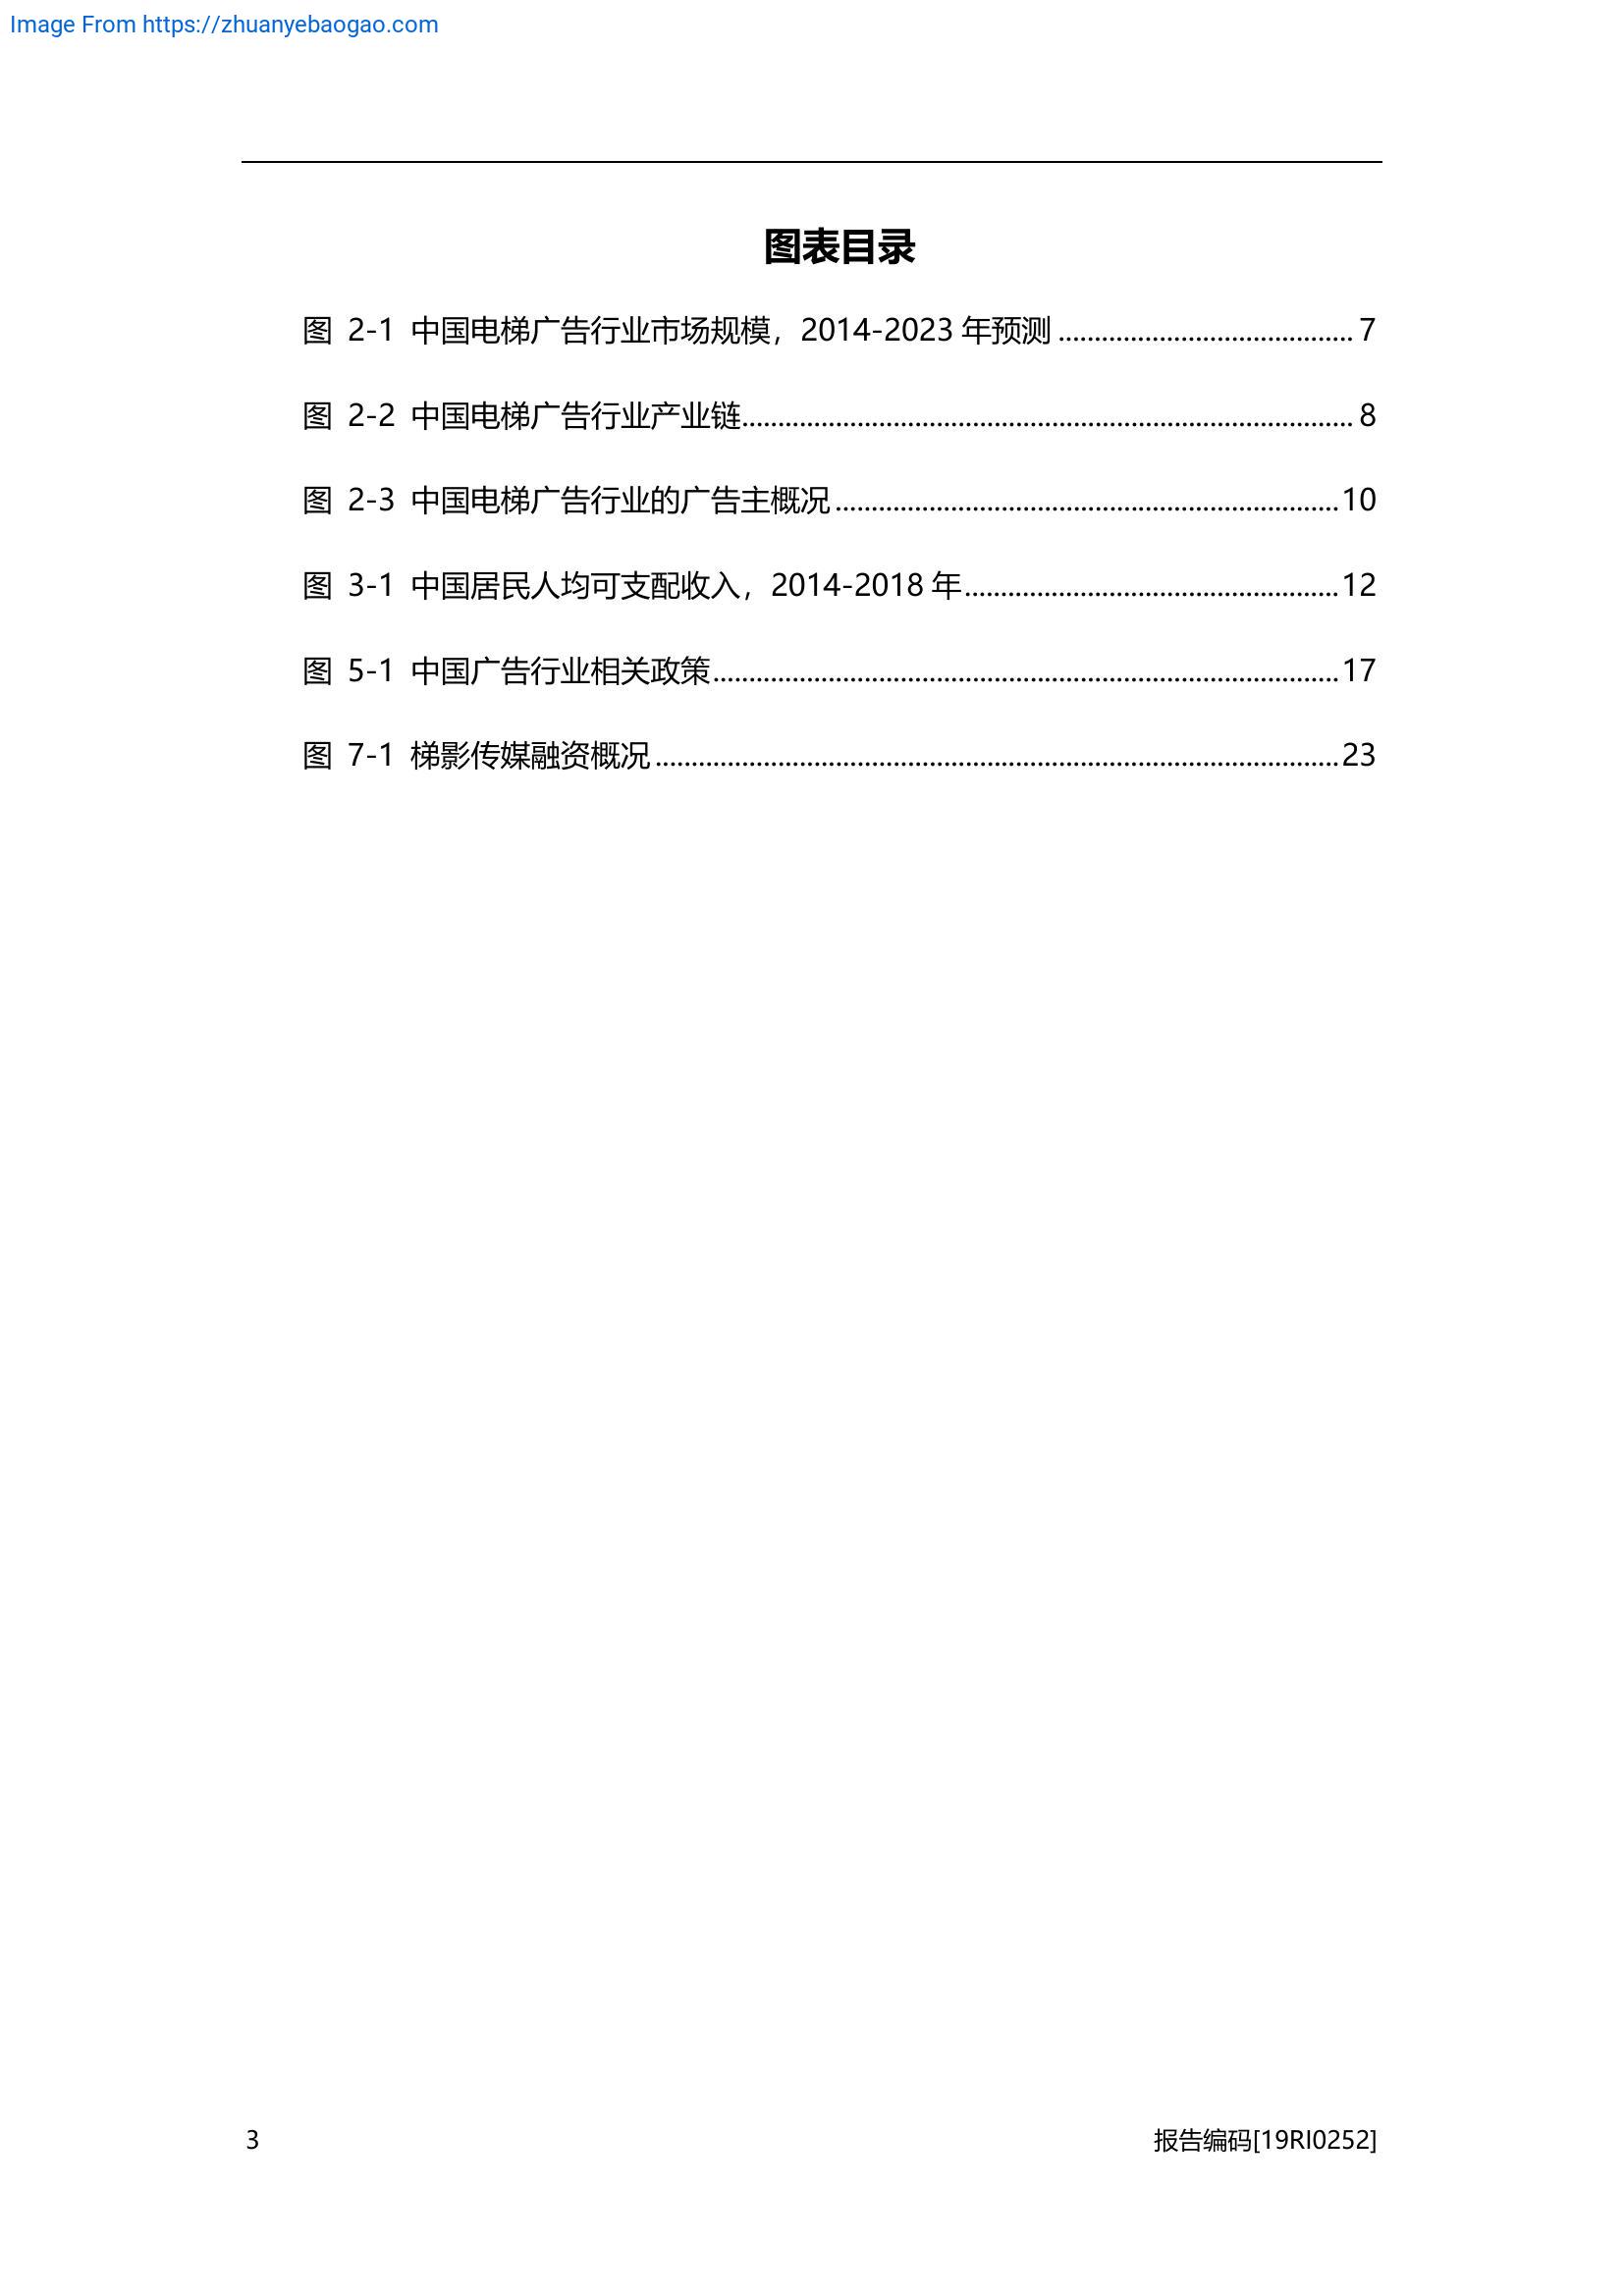 Image From https://zhuanyebaogao.com
图表目录
图 2-1 中国电梯广告行业市场规模，2014-2023 年预测 ........................................ 7
图 2-2 中国电梯广告行业产业链..................................................................................... 8
图 2-3 中国电梯广告行业的广告主概况 ......................................................................10
图 3-1 中国居民人均可支配收入，2014-2018 年....................................................12
图 5-1 中国广告行业相关政策.......................................................................................17
图 7-1 梯影传媒融资概况 ...............................................................................................23
3
报告编码[19RI0252]